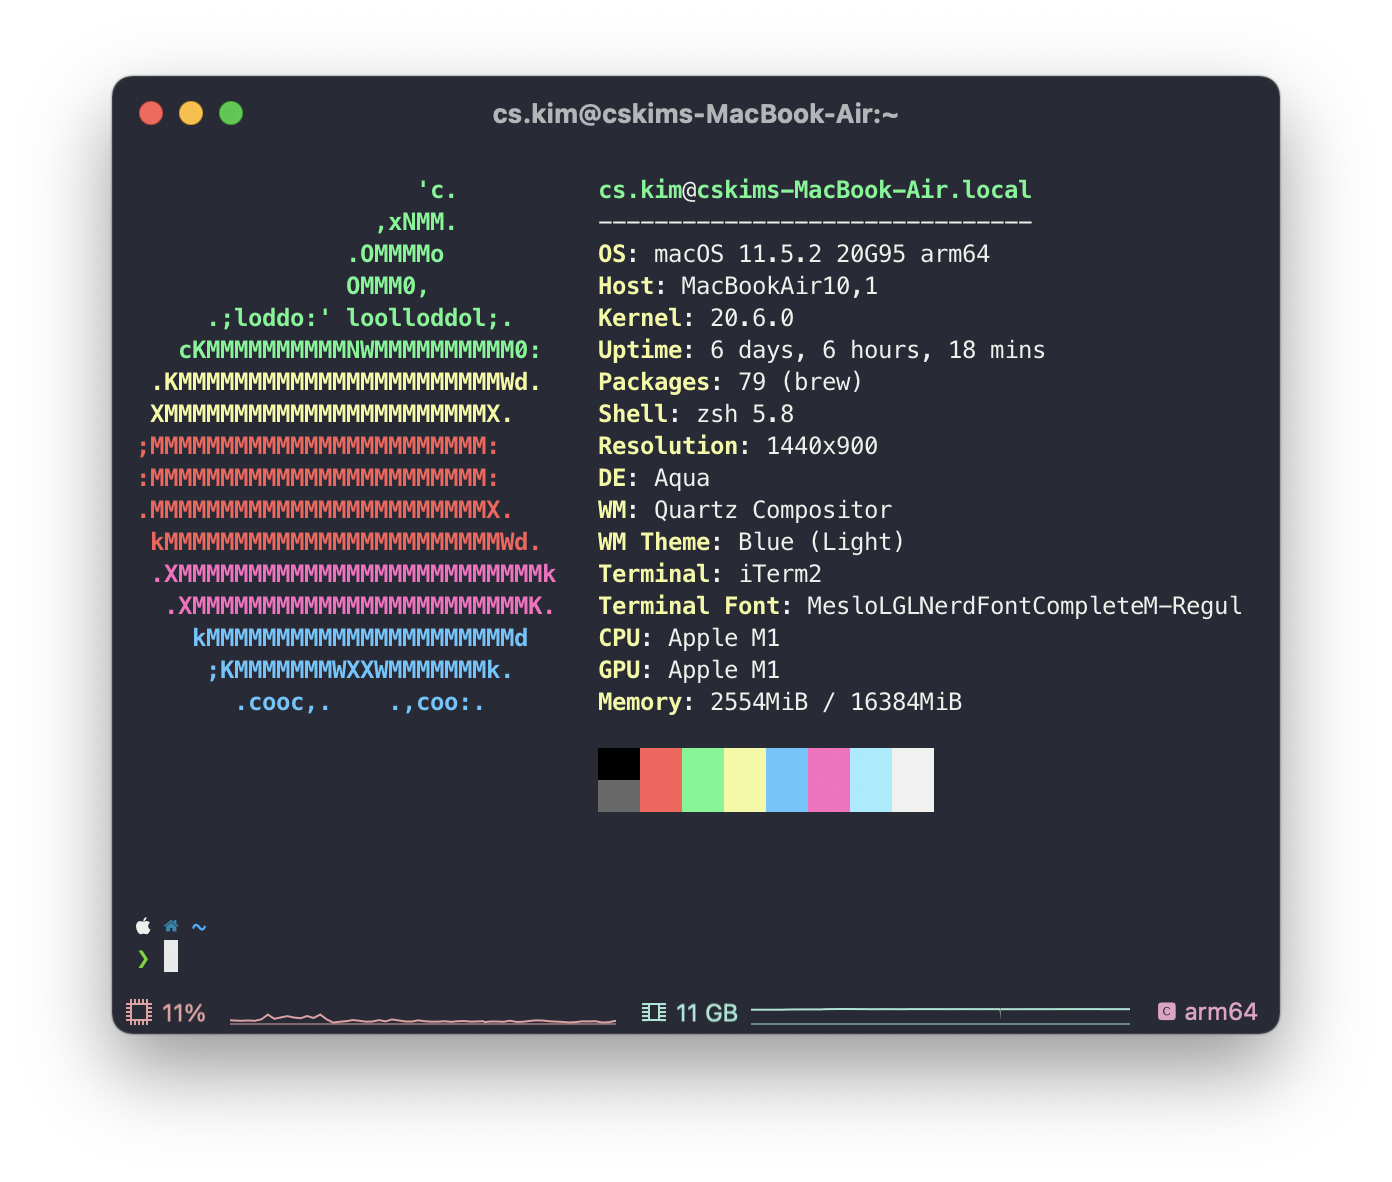 cs.kim@cskims-MacBook-Air:~
'c.
,xNMM.
.OMMMMo
OMMM0,
.;loddo:' loolloddol;.
cKMMMMMMMMMMNWMMMMMMMMMM0:
.KMMMMMMMMMMMMMMMMMMMMMMMWd.
XMMMMMMMMMMMMMMMMMMMMMMMX.
;MMMMMMMMMMMMMMMMMMMMMMMM:
:MMMMMMMMMMMMMMMMMMMMMMMM:
.MMMMMMMMMMMMMMMMMMMMMMMMX.
kMMMMMMMMMMMMMMMMMMMMMMMMWd.
.XMMMMMMMMMMMMMMMMMMMMMMMMMMk
.XMMMMMMMMMMMMMMMMMMMMMMMMK.
kMMMMMMMMMMMMMMMMMMMMMMd
;KMMMMMMMWXXWMMMMMMMk.
.cooc,.    .,coo:.
cs.kim@cskims-MacBook-Air.local
-------------------------------
OS: macOS 11.5.2 20G95 arm64
Host: MacBookAir10,1
Kernel: 20.6.0
Uptime: 6 days, 6 hours, 18 mins
Packages: 79 (brew)
Shell: zsh 5.8
Resolution: 1440x900
DE: Aqua
WM: Quartz Compositor
WM Theme: Blue (Light)
Terminal: iTerm2
Terminal Font: MesloLGLNerdFontCompleteM-Regul
CPU: Apple M1
GPU: Apple M1
Memory: 2554MiB / 16384MiB
~
❯
11%
11 GB
C arm64